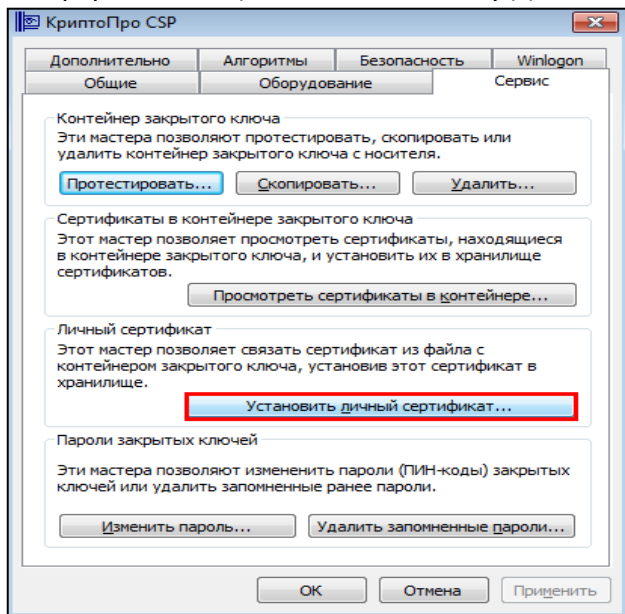 КриптоПро CSP
Дополнительно Алгоритмы Безопасность Winlogon
Общие Оборудование Сервис
Контейнер закрытого ключа
Эти мастера позволяют протестировать, скопировать или
удалить контейнер закрытого ключа с носителя.
Протестировать... Скопировать... Удалить...
Сертификаты в контейнере закрытого ключа
Этот мастер позволяет просмотреть сертификаты, находящиеся
в контейнере закрытого ключа, и установить их в хранилище
сертификатов.
Просмотреть сертификаты в контейнере...
Личный сертификат
Этот мастер позволяет связать сертификат из файла с
контейнером закрытого ключа, установив этот сертификат в
хранилище.
Установить личный сертификат...
Пароли закрытых ключей
Эти мастера позволяют измененить пароли (ПИН-коды) закрытых
ключей или удалить запомненные ранее пароли.
Изменить пароль... Удалить запомненные пароли...
ОК Отмена Применить